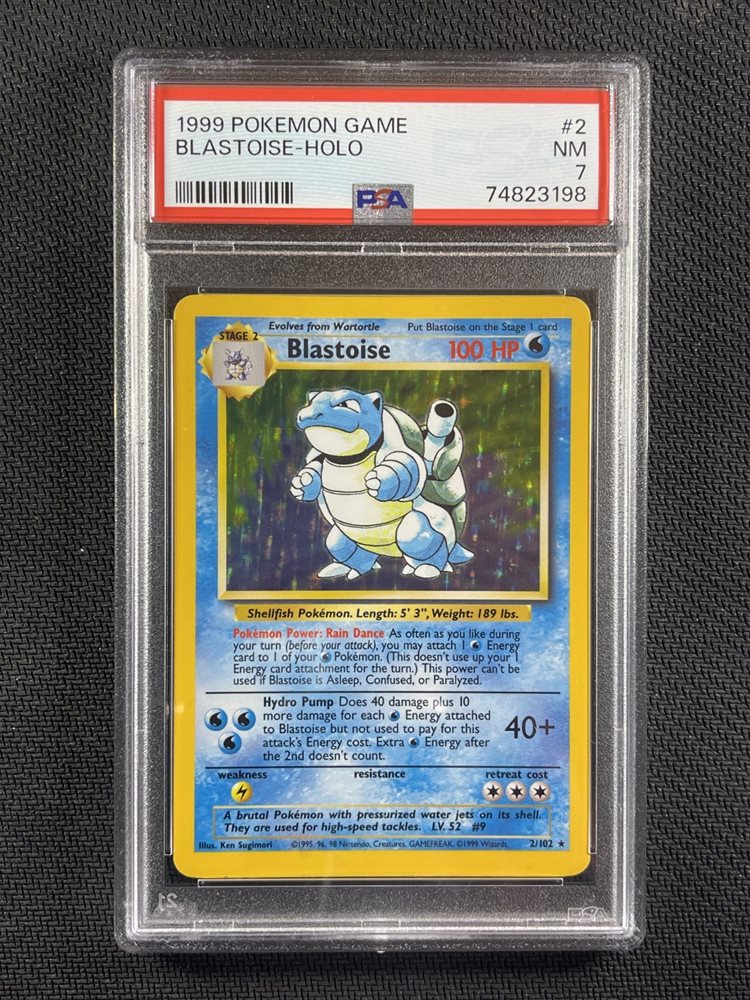 1999 POKEMON GAME #2
BLASTOISE-HOLO NM
7
PSA 74823198
STAGE 2 Evolves from Wartortle Put Blastoise on the Stage 1 card
Blastoise 100 HP
Shellfish Pokémon. Length: 5' 3", Weight: 189 lbs.
Pokémon Power: Rain Dance As often as you like during
your turn (before your attack), you may attach 1 Energy
card to 1 of your Pokémon. (This doesn't use up your 1
Energy card attachment for the turn.) This power can't be
used if Blastoise is Asleep, Confused, or Paralyzed.
Hydro Pump Does 40 damage plus 10
more damage for each Energy attached
to Blastoise but not used to pay for this
attack's Energy cost. Extra Energy after
the 2nd doesn't count.
40+
weakness resistance retreat cost
A brutal Pokémon with pressurized water jets on its shell.
They are used for high-speed tackles. LV. 52 #9
Illus. Ken Sugimori ©1995, 96, 98 Nintendo, Creatures, GAMEFREAK. ©1999 Wizards. 2/102 ★
PSA